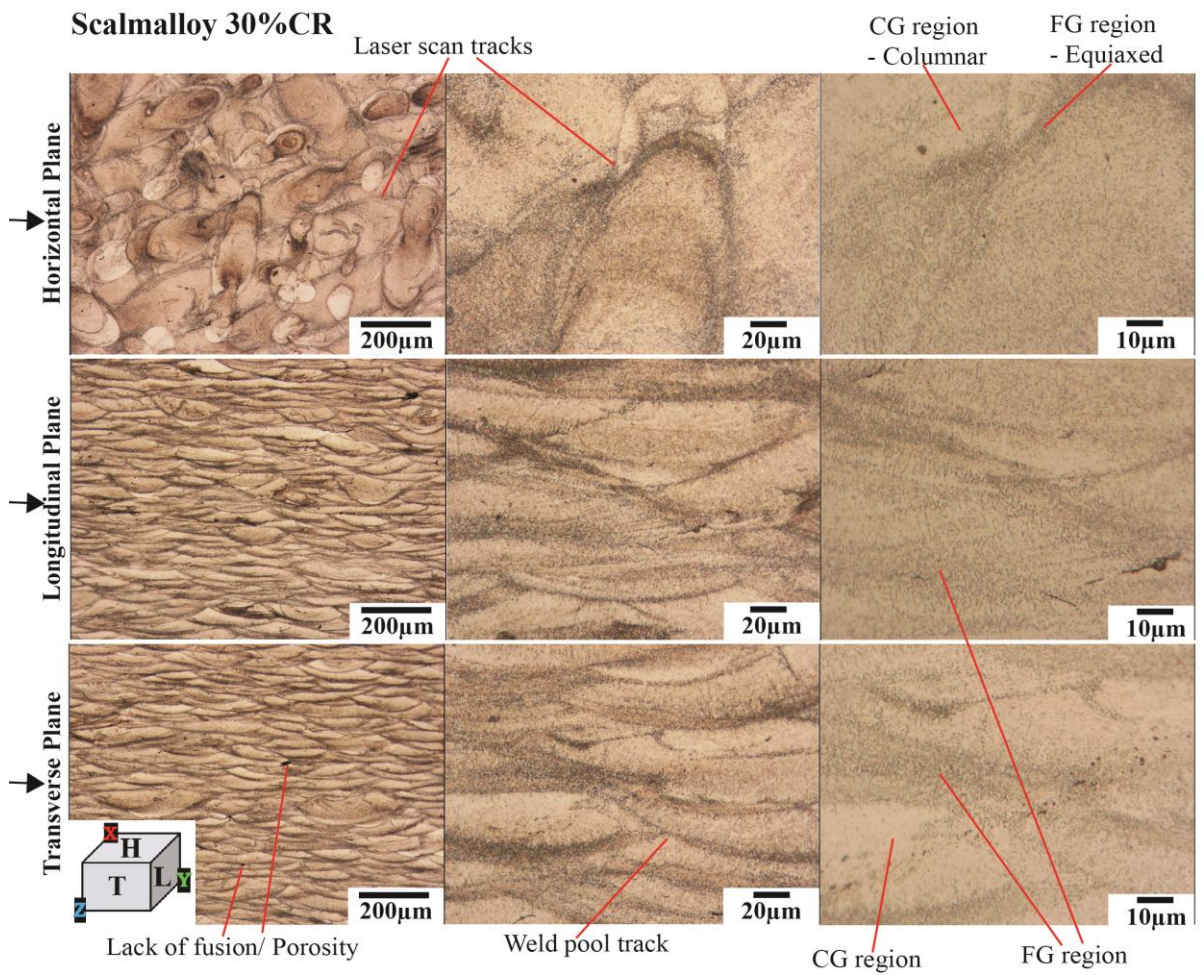 Scalmalloy 30%CR
Laser scan tracks
CG region
- Columnar
FG region
- Equiaxed
Horizontal Plane
200µm
20µm
10µm
Longitudinal Plane
200µm
20µm
10µm
Transverse Plane
X
H
T
L
Y
Z
200µm
20µm
10µm
Lack of fusion/ Porosity
Weld pool track
CG region
FG region